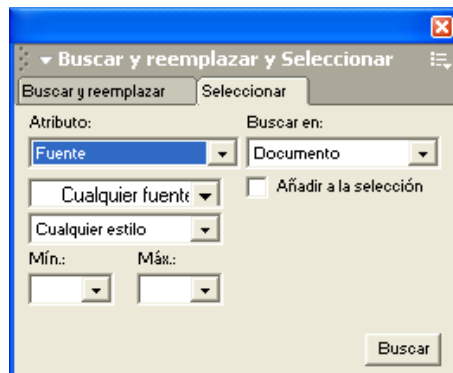 Buscar y reemplazar y Seleccionar
Buscar y reemplazar Seleccionar
Atributo: Buscar en:
Fuente Documento
Cualquier fuente Añadir a la selección
Cualquier estilo
Mín.: Máx.:
Buscar